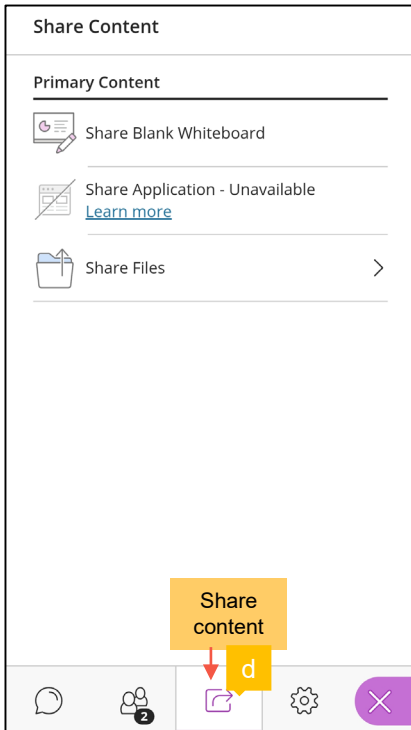 Share Content
Primary Content
Share Blank Whiteboard
Share Application - Unavailable
Learn more
Share Files
Share
content
d
2